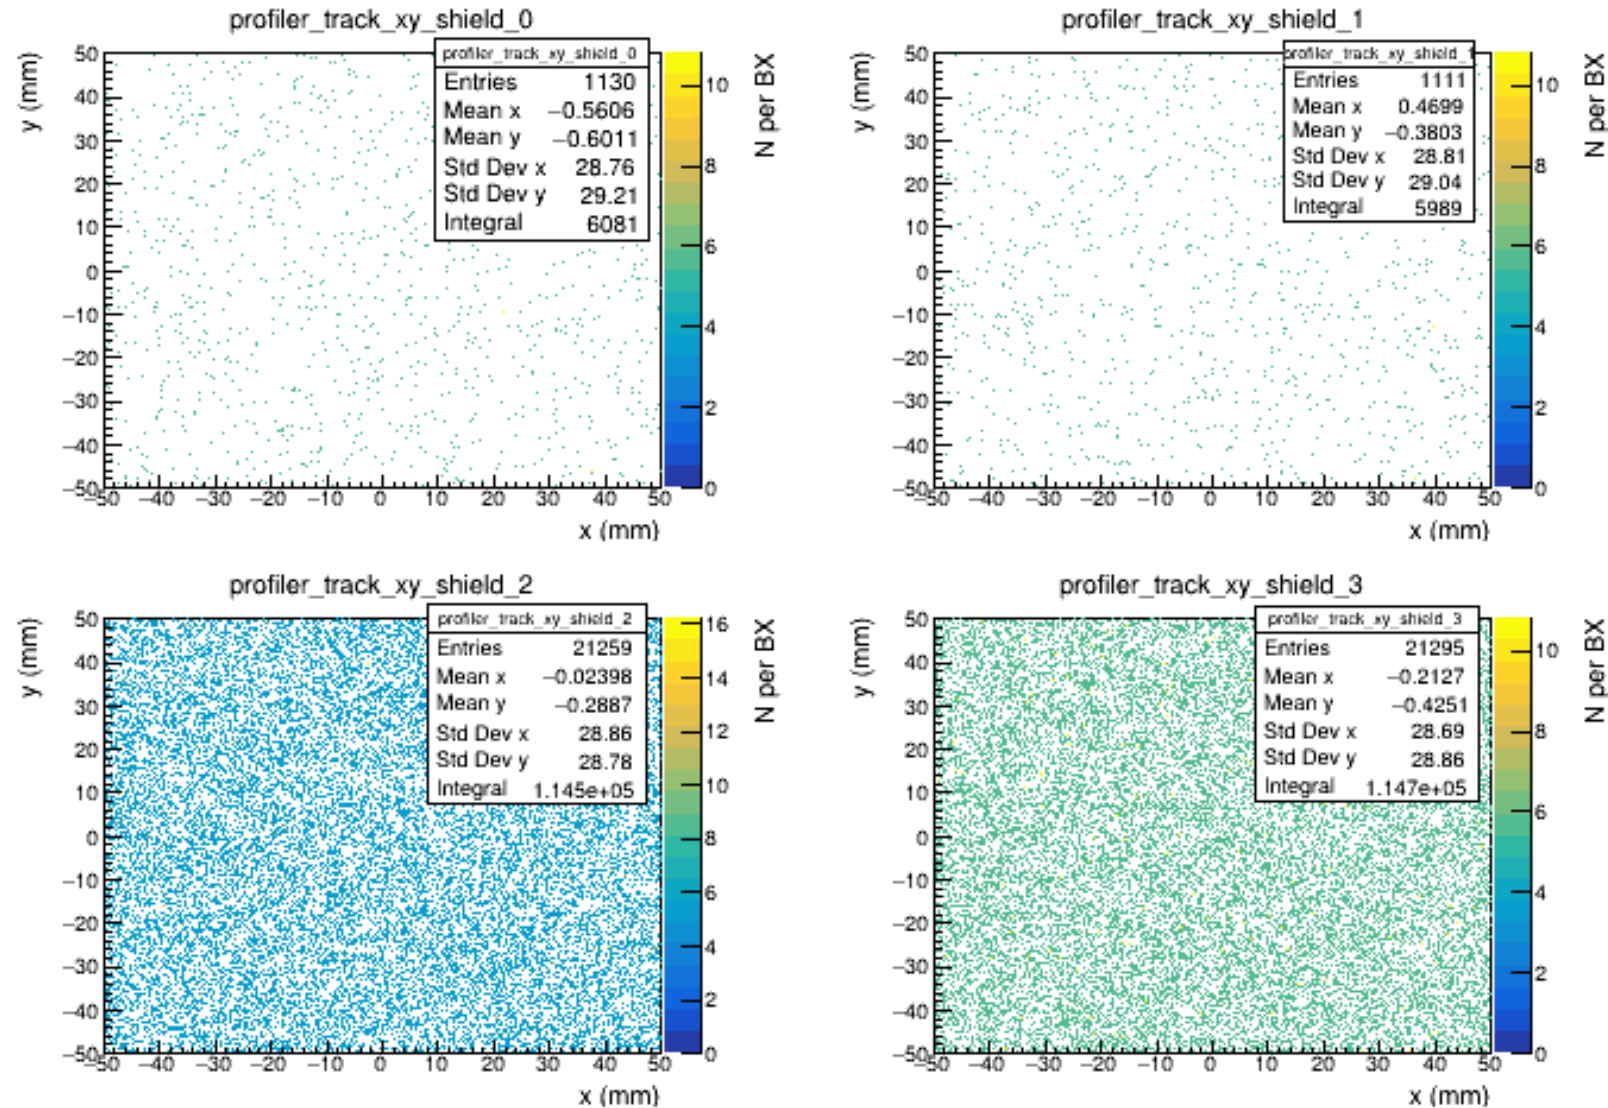 profiler_track_xy_shield_0
profiler_track_xy_shield_0
Entries 1130
Mean x −0.5606
Mean y −0.6011
Std Dev x 28.76
Std Dev y 29.21
Integral 6081
y (mm)
50
40
30
20
10
0
−10
−20
−30
−40
−50
−50 −40 −30 −20 −10 0 10 20 30 40 50
x (mm)
10
8
6
4
2
0
N per BX
profiler_track_xy_shield_1
profiler_track_xy_shield_1
Entries 1111
Mean x 0.4699
Mean y −0.3803
Std Dev x 28.81
Std Dev y 29.04
Integral 5989
y (mm)
50
40
30
20
10
0
−10
−20
−30
−40
−50
−50 −40 −30 −20 −10 0 10 20 30 40 50
x (mm)
10
8
6
4
2
0
N per BX
profiler_track_xy_shield_2
profiler_track_xy_shield_2
Entries 21259
Mean x −0.02398
Mean y −0.2887
Std Dev x 28.86
Std Dev y 28.78
Integral 1.145e+05
y (mm)
50
40
30
20
10
0
−10
−20
−30
−40
−50
−50 −40 −30 −20 −10 0 10 20 30 40 50
x (mm)
16
14
12
10
8
6
4
2
0
N per BX
profiler_track_xy_shield_3
profiler_track_xy_shield_3
Entries 21295
Mean x −0.2127
Mean y −0.4251
Std Dev x 28.69
Std Dev y 28.86
Integral 1.147e+05
y (mm)
50
40
30
20
10
0
−10
−20
−30
−40
−50
−50 −40 −30 −20 −10 0 10 20 30 40 50
x (mm)
10
8
6
4
2
0
N per BX